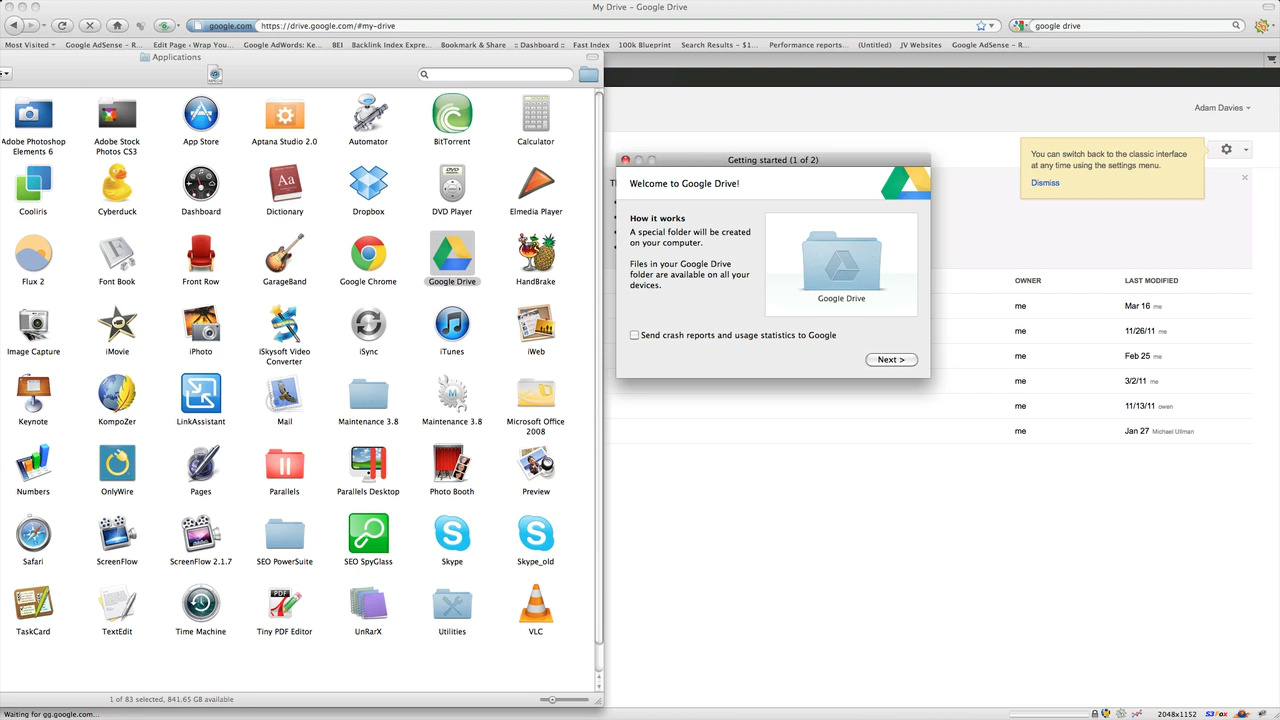 My Drive - Google Drive
google.com
https://drive.google.com/#my-drive
google drive
Most Visited
Google AdSense - R...
Edit Page ‹ Wrap You...
Google AdWords: Ke...
BEI
Backlink Index Expre...
Bookmark & Share
:: Dashboard ::
Fast Index
100k Blueprint
Search Results - $1...
Performance reports...
(Untitled)
JV Websites
Google AdSense - R...
Applications
Adobe Photoshop
Elements 6
Adobe Stock
Photos CS3
App Store
Aptana Studio 2.0
Automator
BitTorrent
Calculator
Cooliris
Cyberduck
Dashboard
Dictionary
Dropbox
DVD Player
Elmedia Player
Flux 2
Font Book
Front Row
GarageBand
Google Chrome
Google Drive
HandBrake
Image Capture
iMovie
iPhoto
iSkysoft Video
Converter
iSync
iTunes
iWeb
Keynote
KompoZer
LinkAssistant
Mail
Maintenance 3.8
Maintenance 3.8
Microsoft Office
2008
Numbers
OnlyWire
Pages
Parallels
Parallels Desktop
Photo Booth
Preview
Safari
ScreenFlow
ScreenFlow 2.1.7
SEO PowerSuite
SEO SpyGlass
Skype
Skype_old
TaskCard
TextEdit
Time Machine
Tiny PDF Editor
UnRarX
Utilities
VLC
1 of 83 selected, 841.65 GB available
Adam Davies
You can switch back to the classic interface
at any time using the settings menu.
Dismiss
Getting started (1 of 2)
Welcome to Google Drive!
How it works
A special folder will be created
on your computer.
Files in your Google Drive
folder are available on all your
devices.
Google Drive
Send crash reports and usage statistics to Google
Next >
OWNER
LAST MODIFIED
me
Mar 16 me
me
11/26/11 me
me
Feb 25 me
me
3/2/11 me
me
11/13/11 owen
me
Jan 27 Michael Ullman
Waiting for gg.google.com...
2048x1152
S3Fox